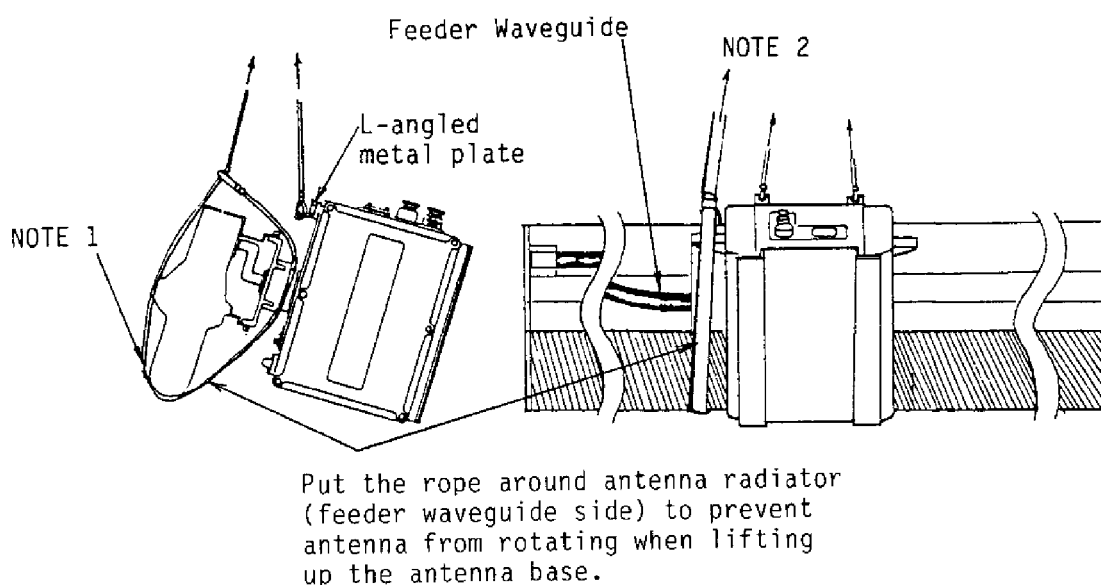 Feeder Waveguide
NOTE 2
L-angled
metal plate
NOTE 1
Put the rope around antenna radiator
(feeder waveguide side) to prevent
antenna from rotating when lifting
up the antenna base.